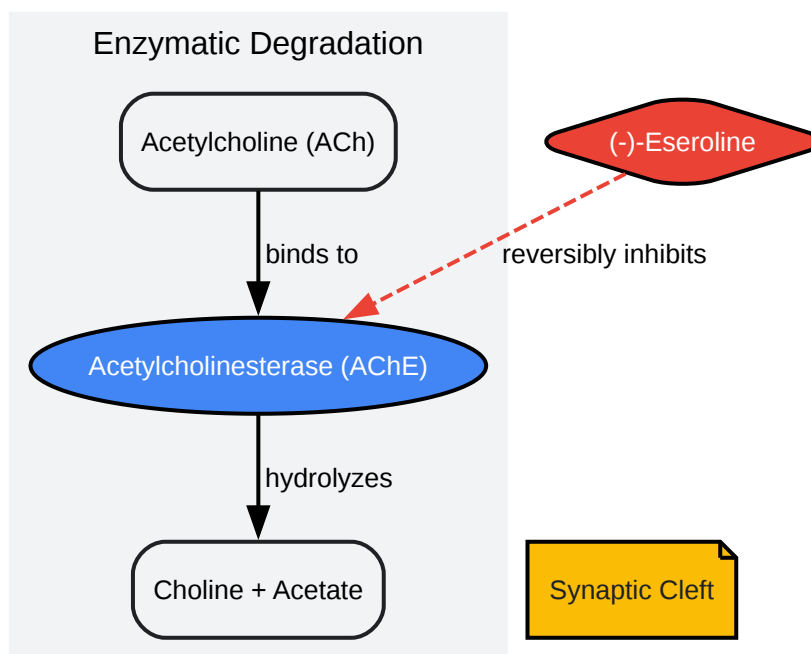 Enzymatic Degradation
Acetylcholine (ACh)
(-)-Eseroline
binds to
reversibly inhibits
Acetylcholinesterase (AChE)
hydrolyzes
Choline + Acetate
Synaptic Cleft